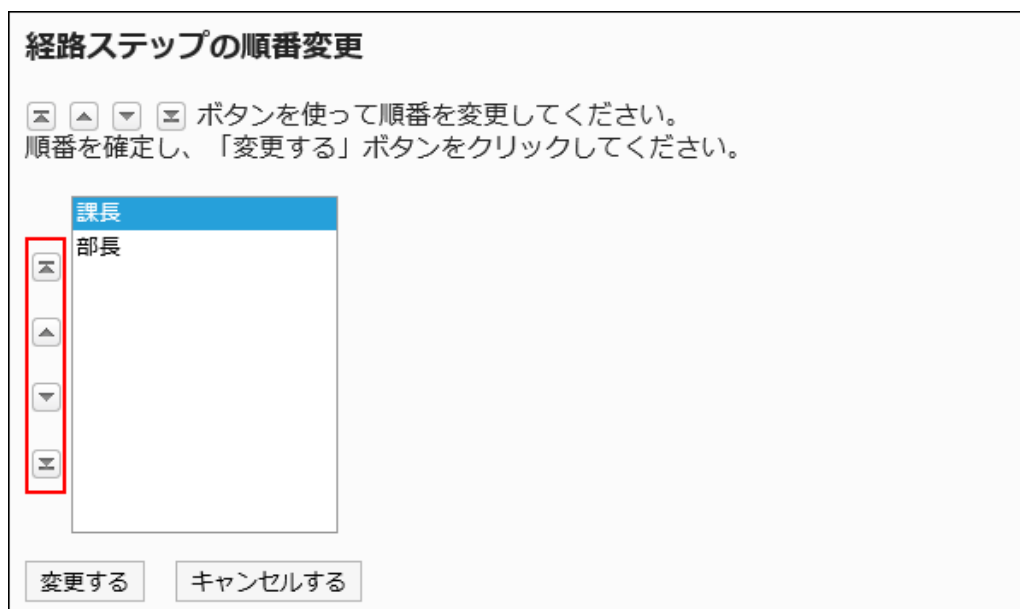 経路ステップの順番変更
ボタンを使って順番を変更してください。
順番を確定し、「変更する」ボタンをクリックしてください。
課長
部長
変更する
キャンセルする